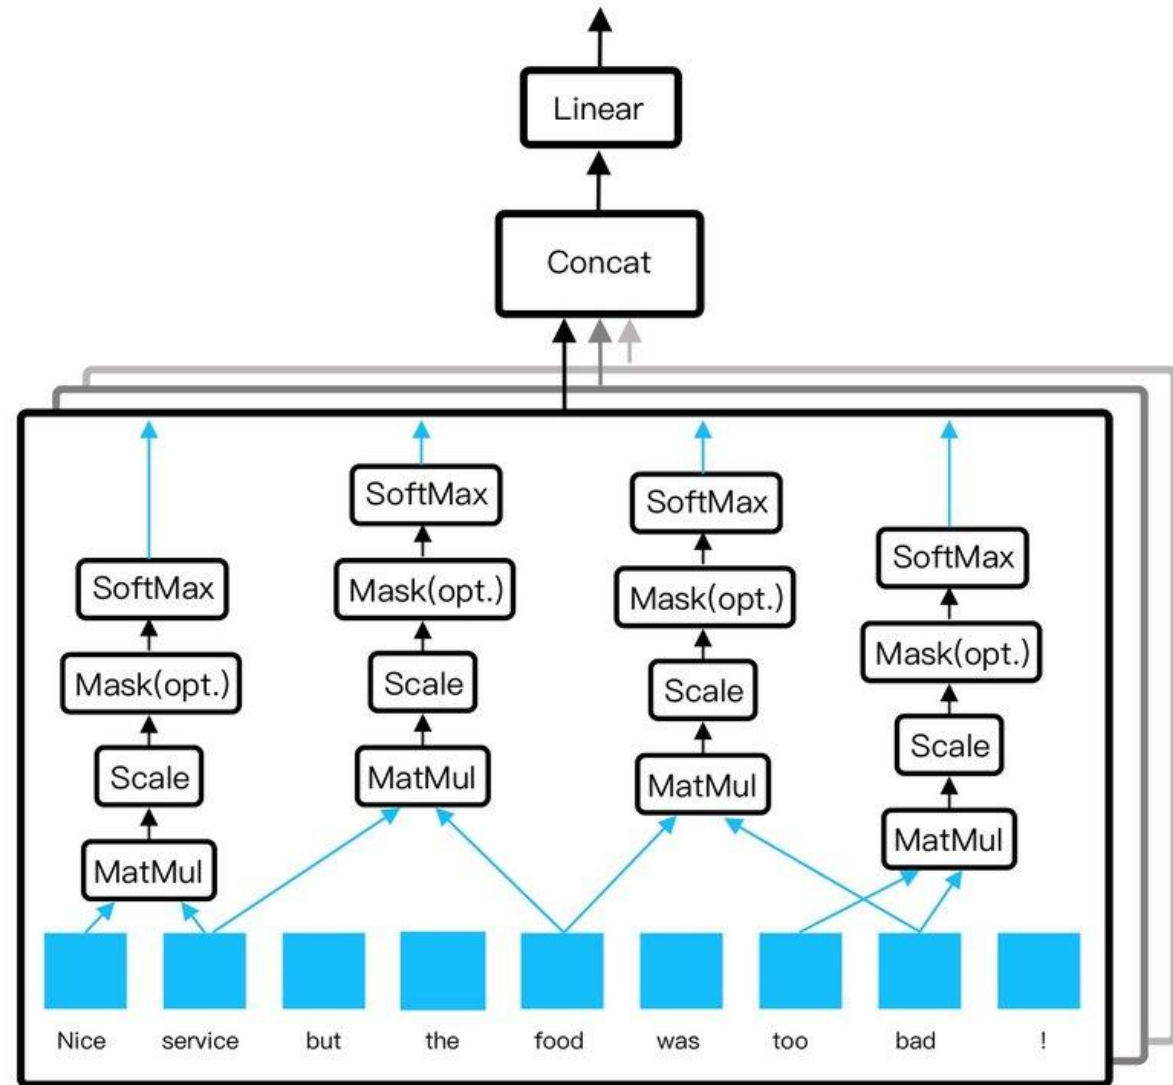 Linear
Concat
SoftMax
Mask(opt.)
Scale
MatMul
SoftMax
Mask(opt.)
Scale
MatMul
SoftMax
Mask(opt.)
Scale
MatMul
SoftMax
Mask(opt.)
Scale
MatMul
Nice service but the food was too bad !